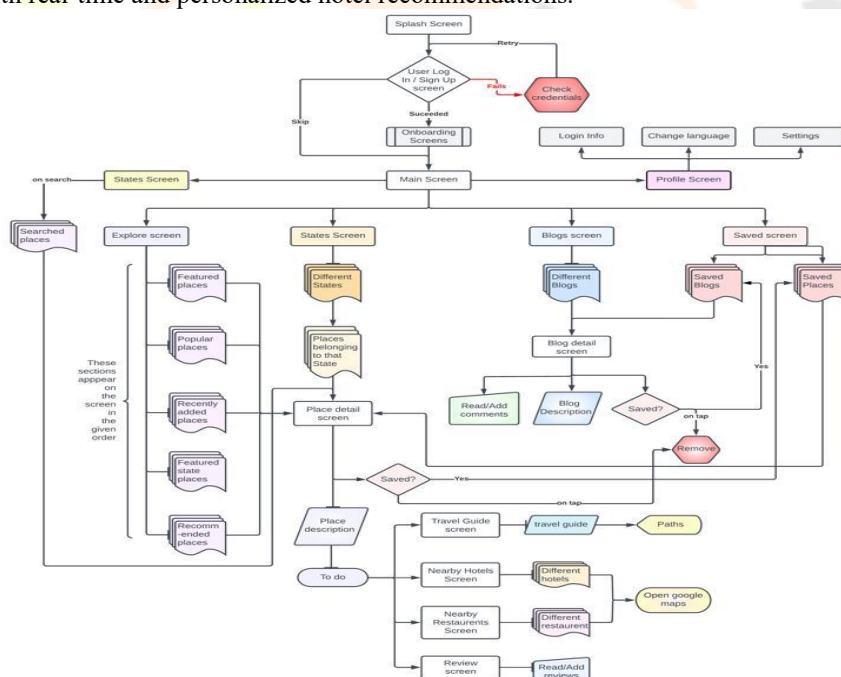 Splash Screen
Retry
User Log
In / Sign Up
screen
Fails
Check
credentials
Skip
Suceeded
Onboarding
Screens
Login Info
Change language
Settings
on search
States Screen
Main Screen
Profile Screen
Searched
places
Explore screen
States Screen
Blogs screen
Saved screen
Featured
places
Different
States
Different
Blogs
Saved
Blogs
Saved
Places
Popular
places
Places
belonging
to that
State
Blog detail
screen
Yes
These
sections
apppear
on
the
screen
in
the
given
order
Recently
added
places
Place detail
screen
Read/Add
comments
Blog
Description
Saved?
on tap
Remove
Featured
state
places
Saved?
Yes
on tap
Recomm
-ended
places
Place
description
Travel Guide
screen
travel guide
Paths
To do
Nearby Hotels
Screen
Different
hotels
Open google
maps
Nearby
Restaurents
Screen
Different
restaurent
Review
screen
Read/Add
reviews